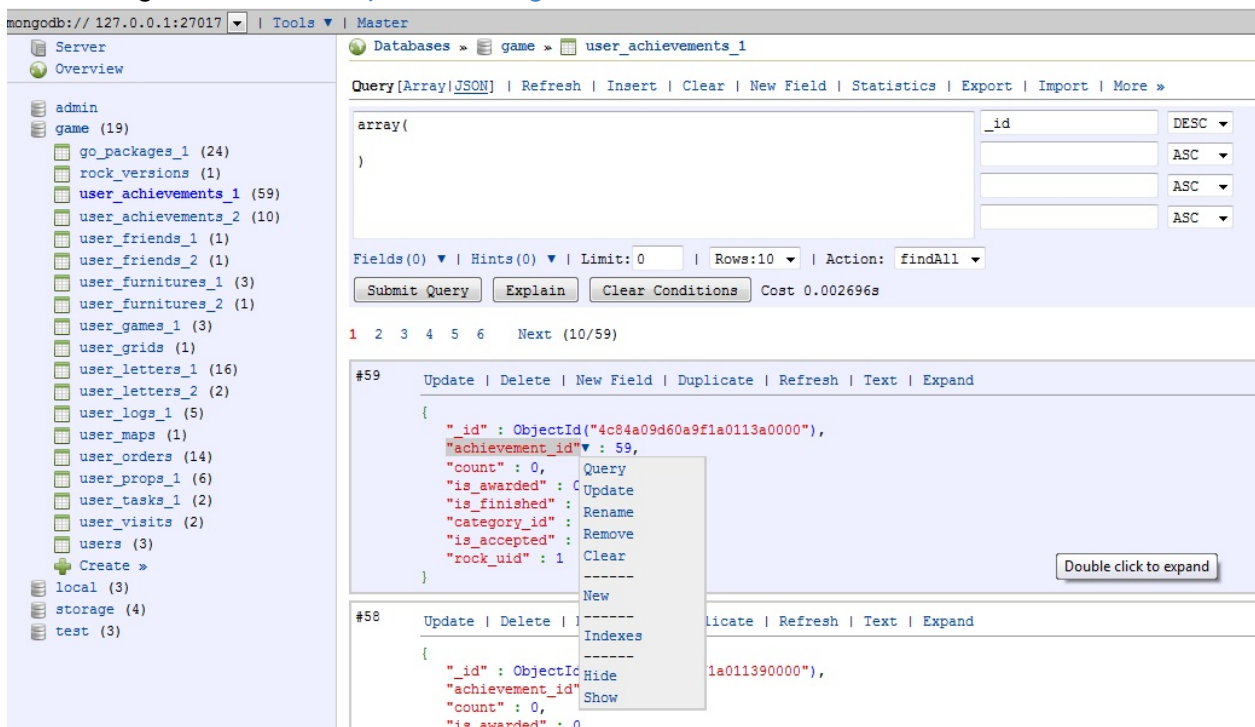 mongodb:// 127.0.0.1:27017 | Tools ▼ | Master
Server
Overview
admin
game (19)
go_packages_1 (24)
rock_versions (1)
user_achievements_1 (59)
user_achievements_2 (10)
user_friends_1 (1)
user_friends_2 (1)
user_furnitures_1 (3)
user_furnitures_2 (1)
user_games_1 (3)
user_grids (1)
user_letters_1 (16)
user_letters_2 (2)
user_logs_1 (5)
user_maps (1)
user_orders (14)
user_props_1 (6)
user_tasks_1 (2)
user_visits (2)
users (3)
Create »
local (3)
storage (4)
test (3)
Databases » game » user_achievements_1
Query[Array|JSON] | Refresh | Insert | Clear | New Field | Statistics | Export | Import | More »
array(
)
_id DESC
ASC
ASC
ASC
Fields(0) ▼ | Hints(0) ▼ | Limit: 0 | Rows:10 | Action: findAll
Submit Query Explain Clear Conditions Cost 0.002696s
1 2 3 4 5 6 Next (10/59)
#59 Update | Delete | New Field | Duplicate | Refresh | Text | Expand
{
"_id" : ObjectId("4c84a09d60a9f1a0113a0000"),
"achievement_id"▼ : 59,
"count" : 0,
"is_awarded" : 0
"is_finished" :
"category_id" :
"is_accepted" :
"rock_uid" : 1
}
Query
Update
Rename
Remove
Clear
------
New
------
Indexes
------
Hide
Show
Double click to expand
#58 Update | Delete | licate | Refresh | Text | Expand
{
"_id" : ObjectId 1a011390000"),
"achievement_id"
"count" : 0,
"is_awarded" : 0